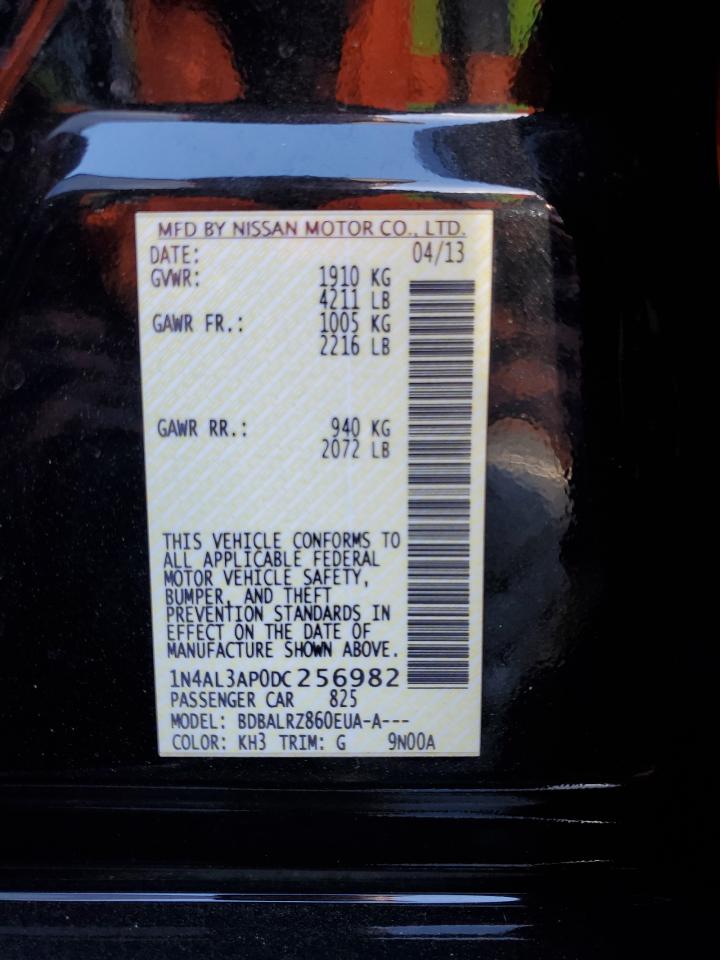 MFD BY NISSAN MOTOR CO., LTD.
DATE: 04/13
GVWR: 1910 KG
4211 LB
GAWR FR.: 1005 KG
2216 LB
GAWR RR.: 940 KG
2072 LB
THIS VEHICLE CONFORMS TO
ALL APPLICABLE FEDERAL
MOTOR VEHICLE SAFETY,
BUMPER, AND THEFT
PREVENTION STANDARDS IN
EFFECT ON THE DATE OF
MANUFACTURE SHOWN ABOVE.
1N4AL3AP0DC256982
PASSENGER CAR 825
MODEL: BDBALRZ860EUA-A---
COLOR: KH3 TRIM: G 9N00A